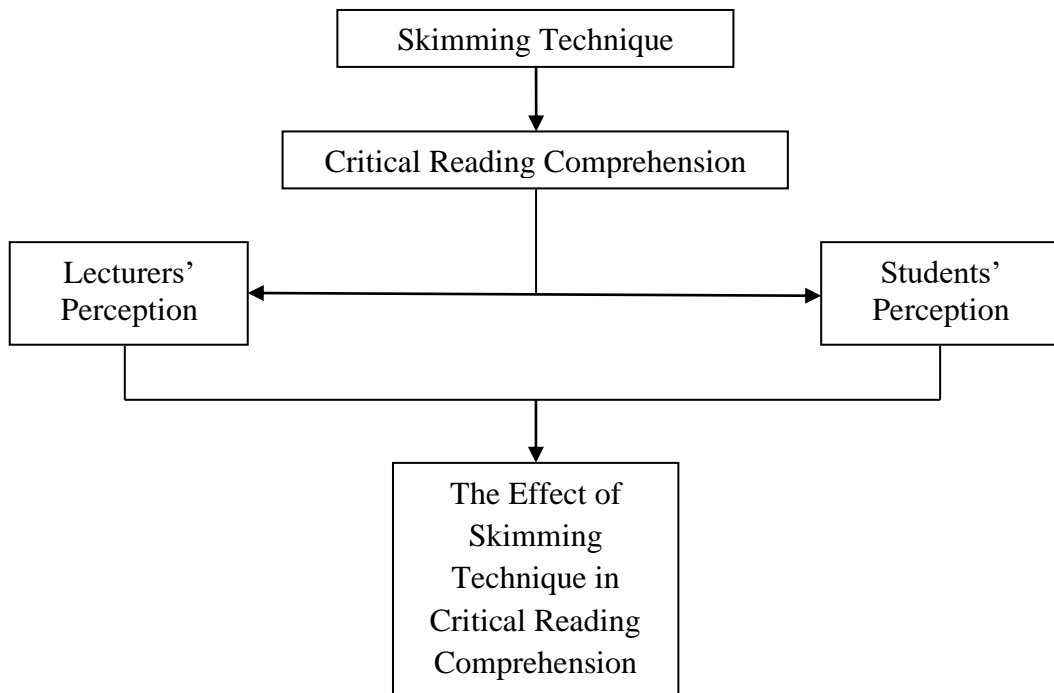 Skimming Technique
Critical Reading Comprehension
Lecturers’
Perception
Students’
Perception
The Effect of
Skimming
Technique in
Critical Reading
Comprehension